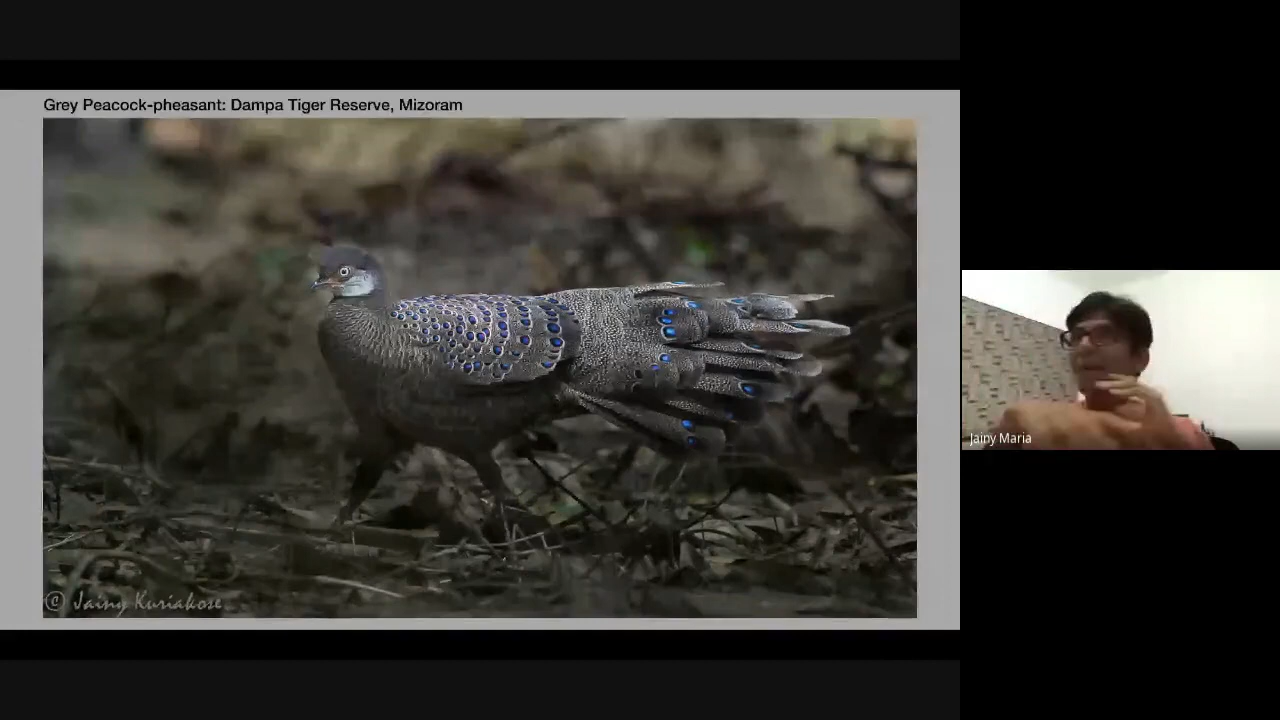 Grey Peacock-pheasant: Dampa Tiger Reserve, Mizoram
Jainy Maria
© Jainy Kuriakose